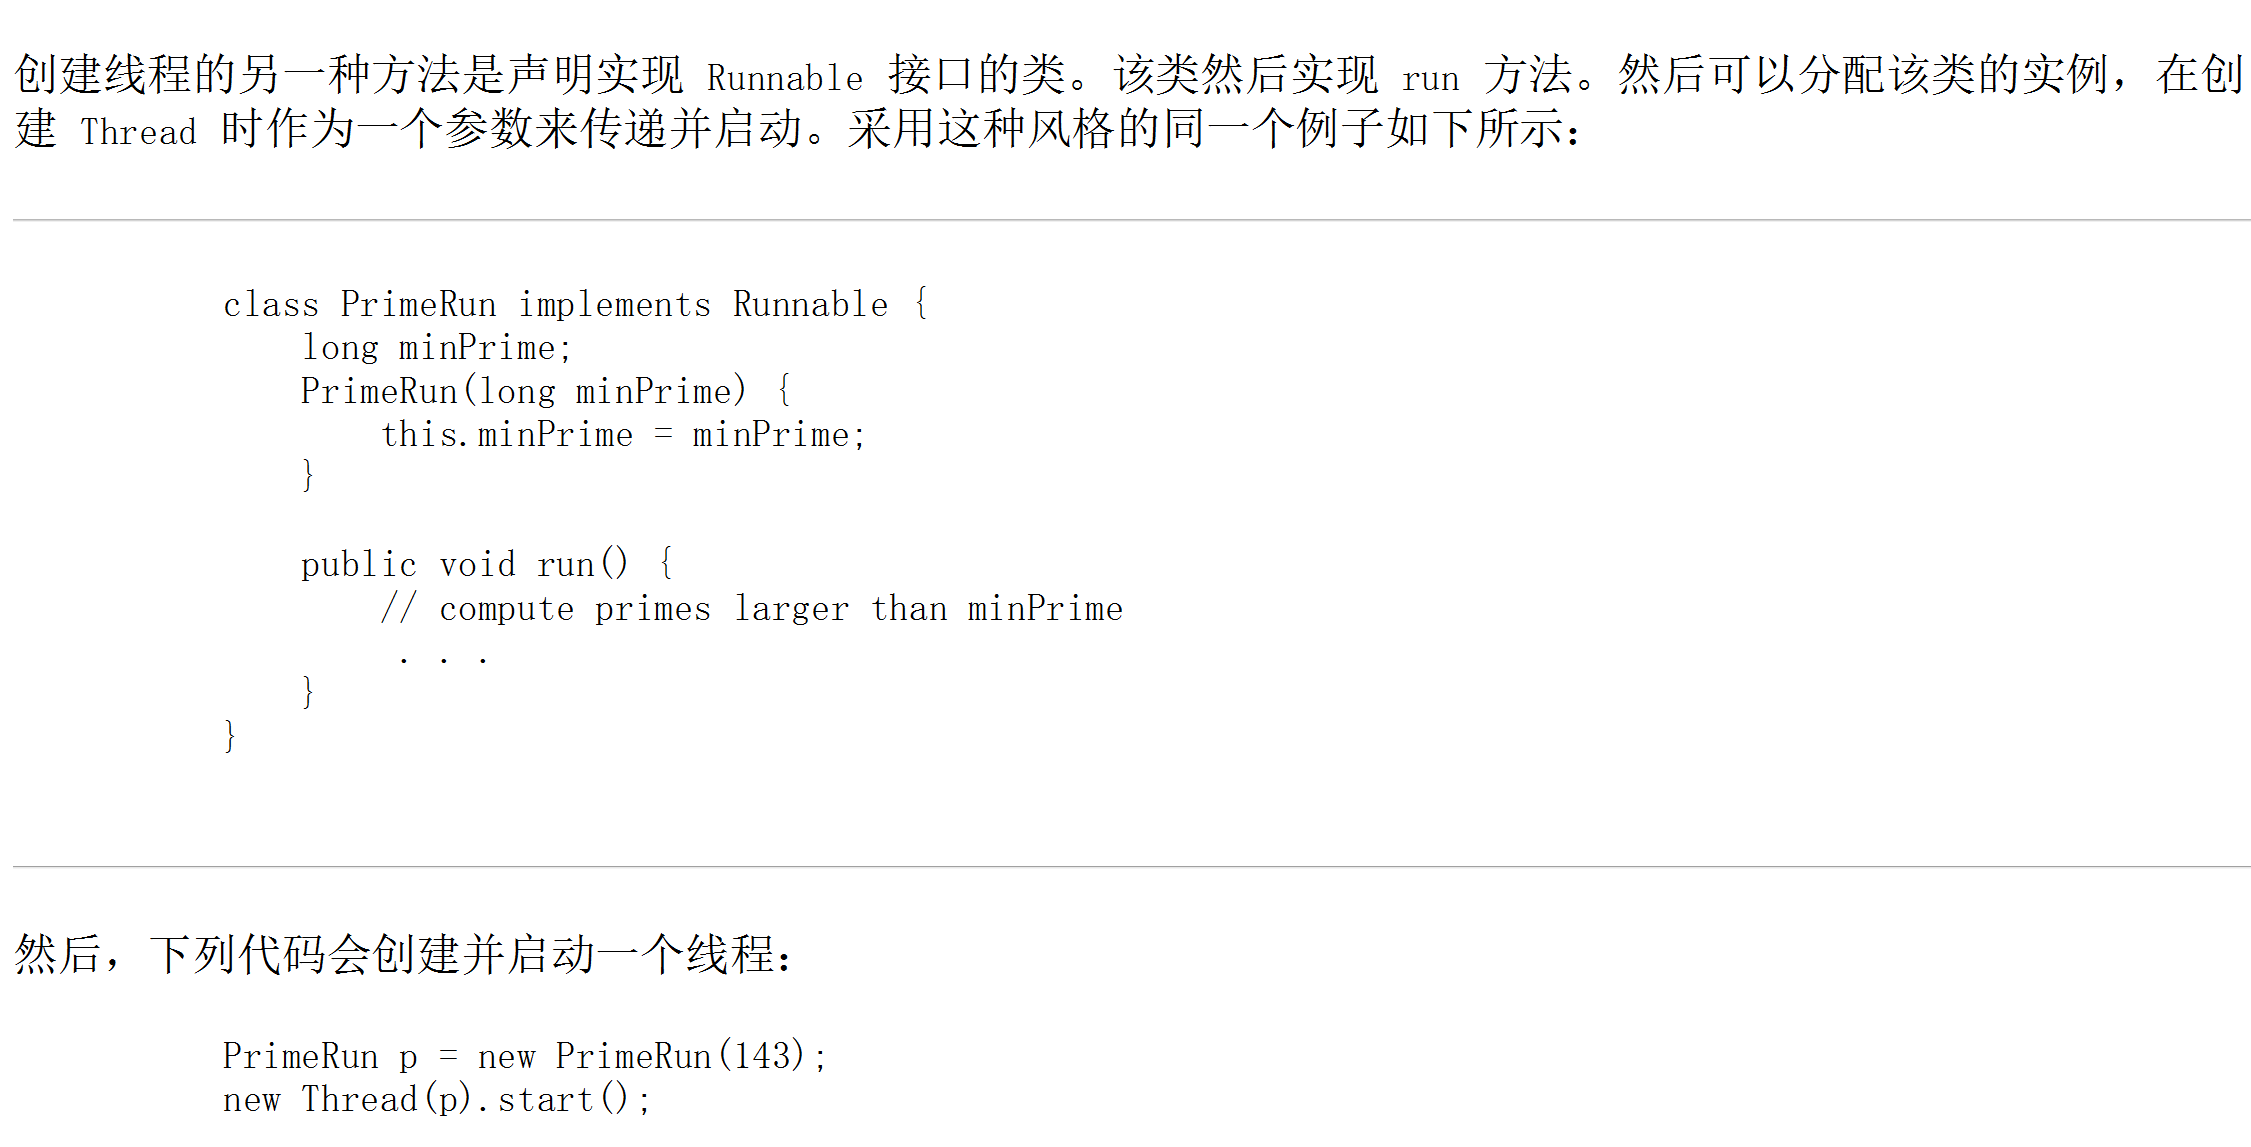 创建线程的另一种方法是声明实现 Runnable 接口的类。该类然后实现 run 方法。然后可以分配该类的实例，在创
建 Thread 时作为一个参数来传递并启动。采用这种风格的同一个例子如下所示：
class PrimeRun implements Runnable {
long minPrime;
PrimeRun(long minPrime) {
this.minPrime = minPrime;
}
public void run() {
// compute primes larger than minPrime
. . .
}
}
然后，下列代码会创建并启动一个线程：
PrimeRun p = new PrimeRun(143);
new Thread(p).start();